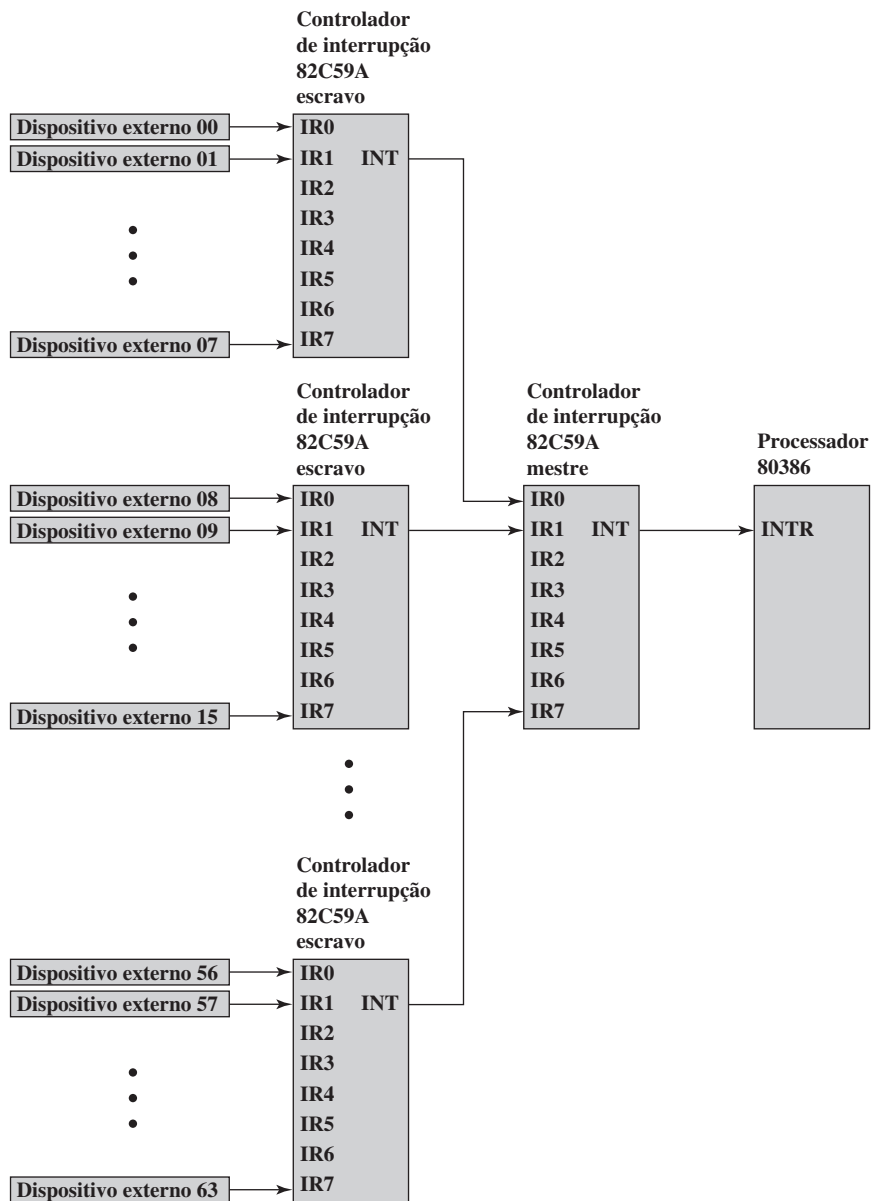 Controlador
de interrupção
82C59A
escravo
Dispositivo externo 00
Dispositivo externo 01
Dispositivo externo 07
IR0
IR1 INT
IR2
IR3
IR4
IR5
IR6
IR7
Controlador
de interrupção
82C59A
escravo
Dispositivo externo 08
Dispositivo externo 09
Dispositivo externo 15
IR0
IR1 INT
IR2
IR3
IR4
IR5
IR6
IR7
Controlador
de interrupção
82C59A
mestre
IR0
IR1 INT
IR2
IR3
IR4
IR5
IR6
IR7
Processador
80386
INTR
Controlador
de interrupção
82C59A
escravo
Dispositivo externo 56
Dispositivo externo 57
Dispositivo externo 63
IR0
IR1 INT
IR2
IR3
IR4
IR5
IR6
IR7